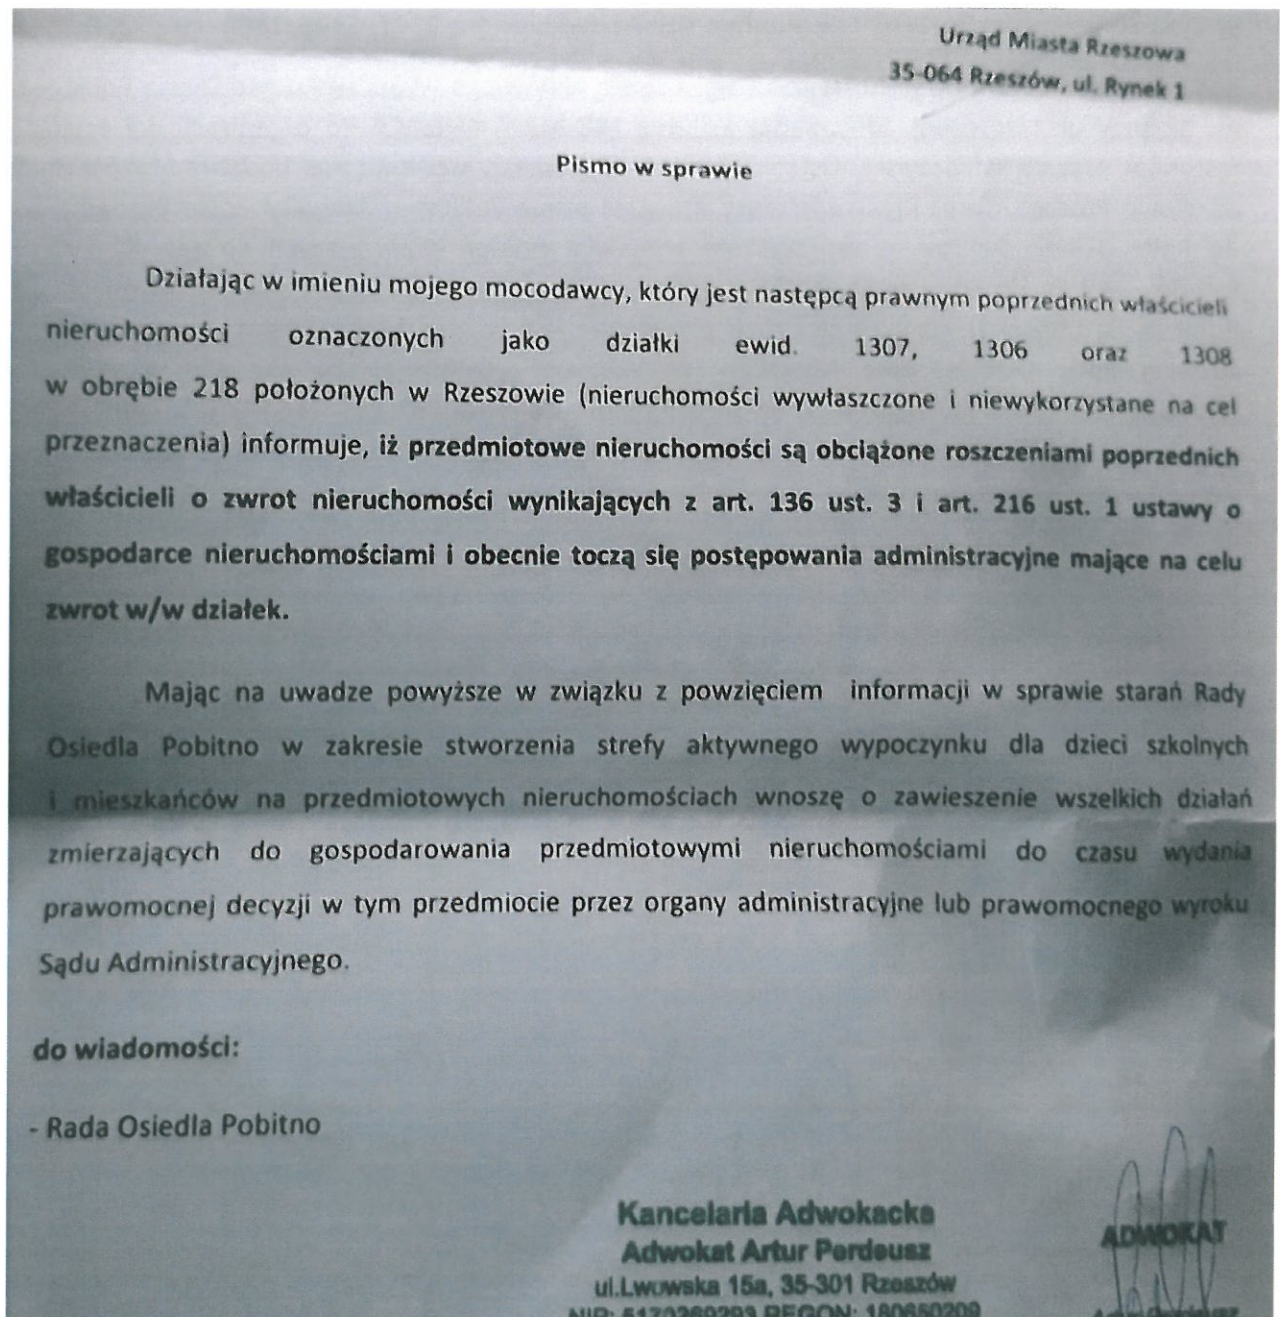 Urząd Miasta Rzeszowa
35-064 Rzeszów, ul. Rynek 1
Pismo w sprawie
Działając w imieniu mojego mocodawcy, który jest następcą prawnym poprzednich właścicieli
nieruchomości oznaczonych jako działki ewid. 1307, 1306 oraz 1308
w obrębie 218 położonych w Rzeszowie (nieruchomości wywłaszczone i niewykorzystane na cel
przeznaczenia) informuje, iż przedmiotowe nieruchomości są obciążone roszczeniami poprzednich
właścicieli o zwrot nieruchomości wynikających z art. 136 ust. 3 i art. 216 ust. 1 ustawy o
gospodarce nieruchomościami i obecnie toczą się postępowania administracyjne mające na celu
zwrot w/w działek.
Mając na uwadze powyższe w związku z powzięciem informacji w sprawie starań Rady
Osiedla Pobitno w zakresie stworzenia strefy aktywnego wypoczynku dla dzieci szkolnych
i mieszkańców na przedmiotowych nieruchomościach wnoszę o zawieszenie wszelkich działań
zmierzających do gospodarowania przedmiotowymi nieruchomościami do czasu wydania
prawomocnej decyzji w tym przedmiocie przez organy administracyjne lub prawomocnego wyroku
Sądu Administracyjnego.
do wiadomości:
- Rada Osiedla Pobitno
Kancelaria Adwokacka
Adwokat Artur Perdeusz
ul.Lwowska 15a, 35-301 Rzeszów
NIP: REGON:
ADWOKAT